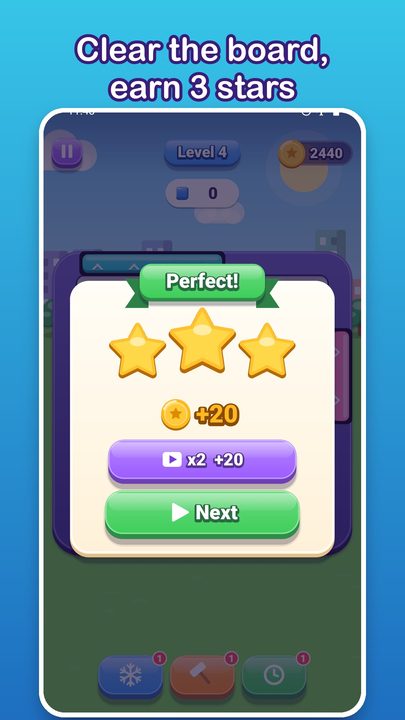 Clear the board,
earn 3 stars
Level 4
2440
0
Perfect!
+20
x2 +20
Next
1
1
1